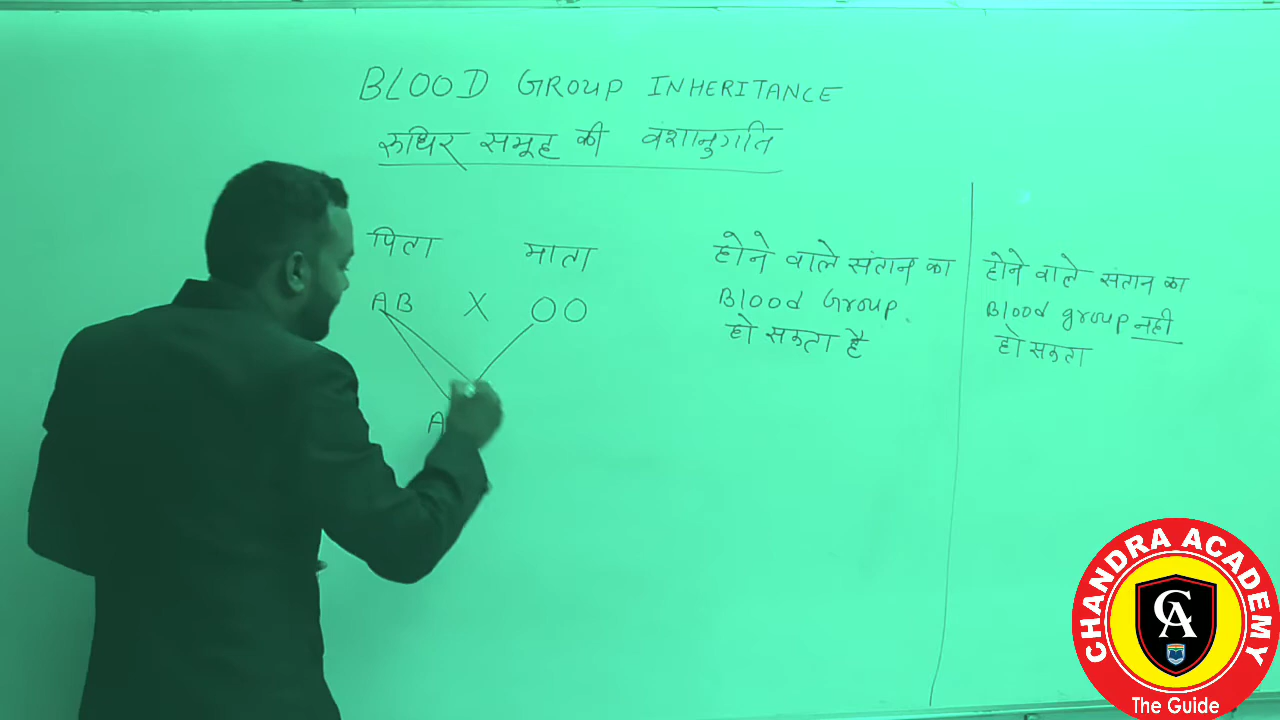 BLOOD GROUP INHERITANCE
रुधिर समूह की वंशानुगति
पिता माता
AB X OO
A
होने वाले संतान का
Blood Group.
हो सकता है
होने वाले संतान का
Blood group नही
हो सकता
CHANDRA ACADEMY
CA
The Guide